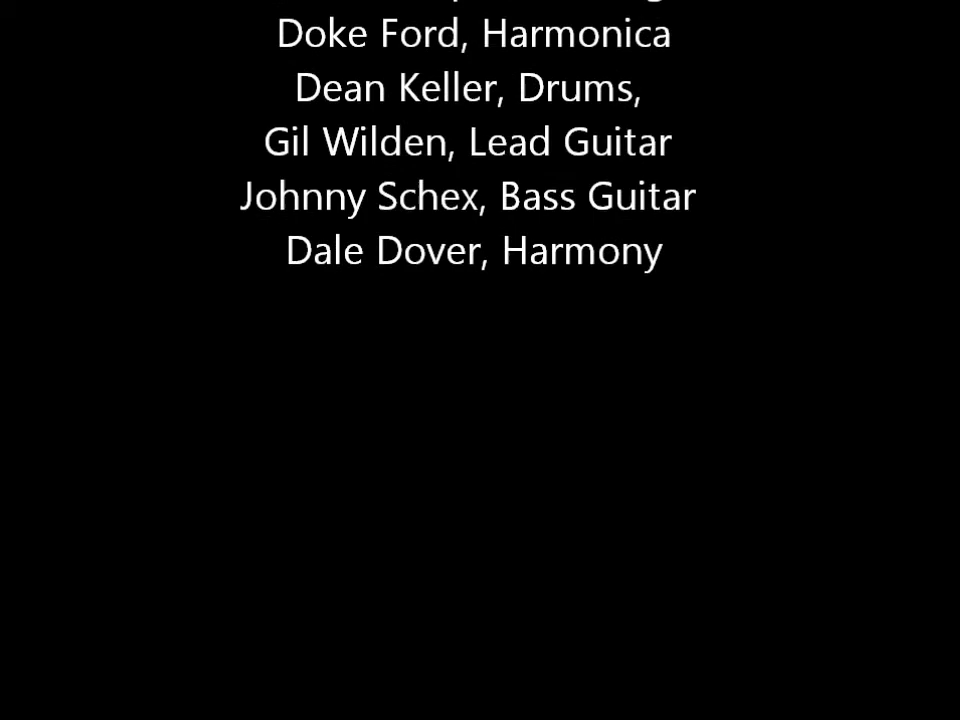 Doke Ford, Harmonica
Dean Keller, Drums,
Gil Wilden, Lead Guitar
Johnny Schex, Bass Guitar
Dale Dover, Harmony